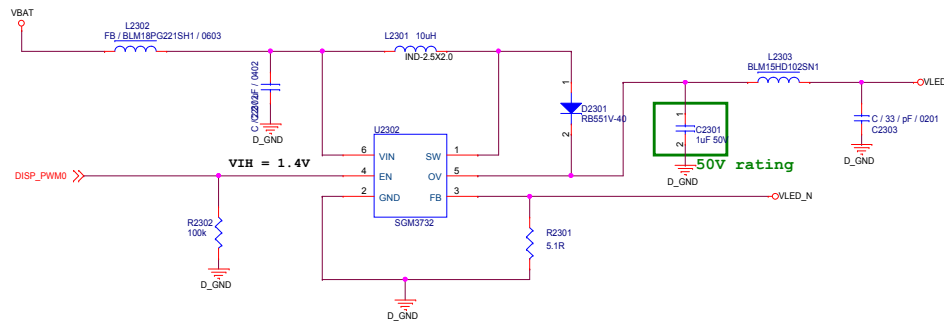 VBAT
L2302
FB / BLM18PG221SH1 / 0603
L2301 10uH
IND-2.5X2.0
L2303
BLM15HD102SN1
VLED
C / 33 / pF / 0201
C2303
D_GND
1
D2301
RB551V-40
2
1
C2301
1uF 50V
2
50V rating
D_GND
/ 0402
D_GND
U2302
VIH = 1.4V
6 VIN SW 1
4 EN OV 5
2 GND FB 3
SGM3732
DISP_PWM0
VLED_N
R2302
100k
D_GND
R2301
5.1R
D_GND